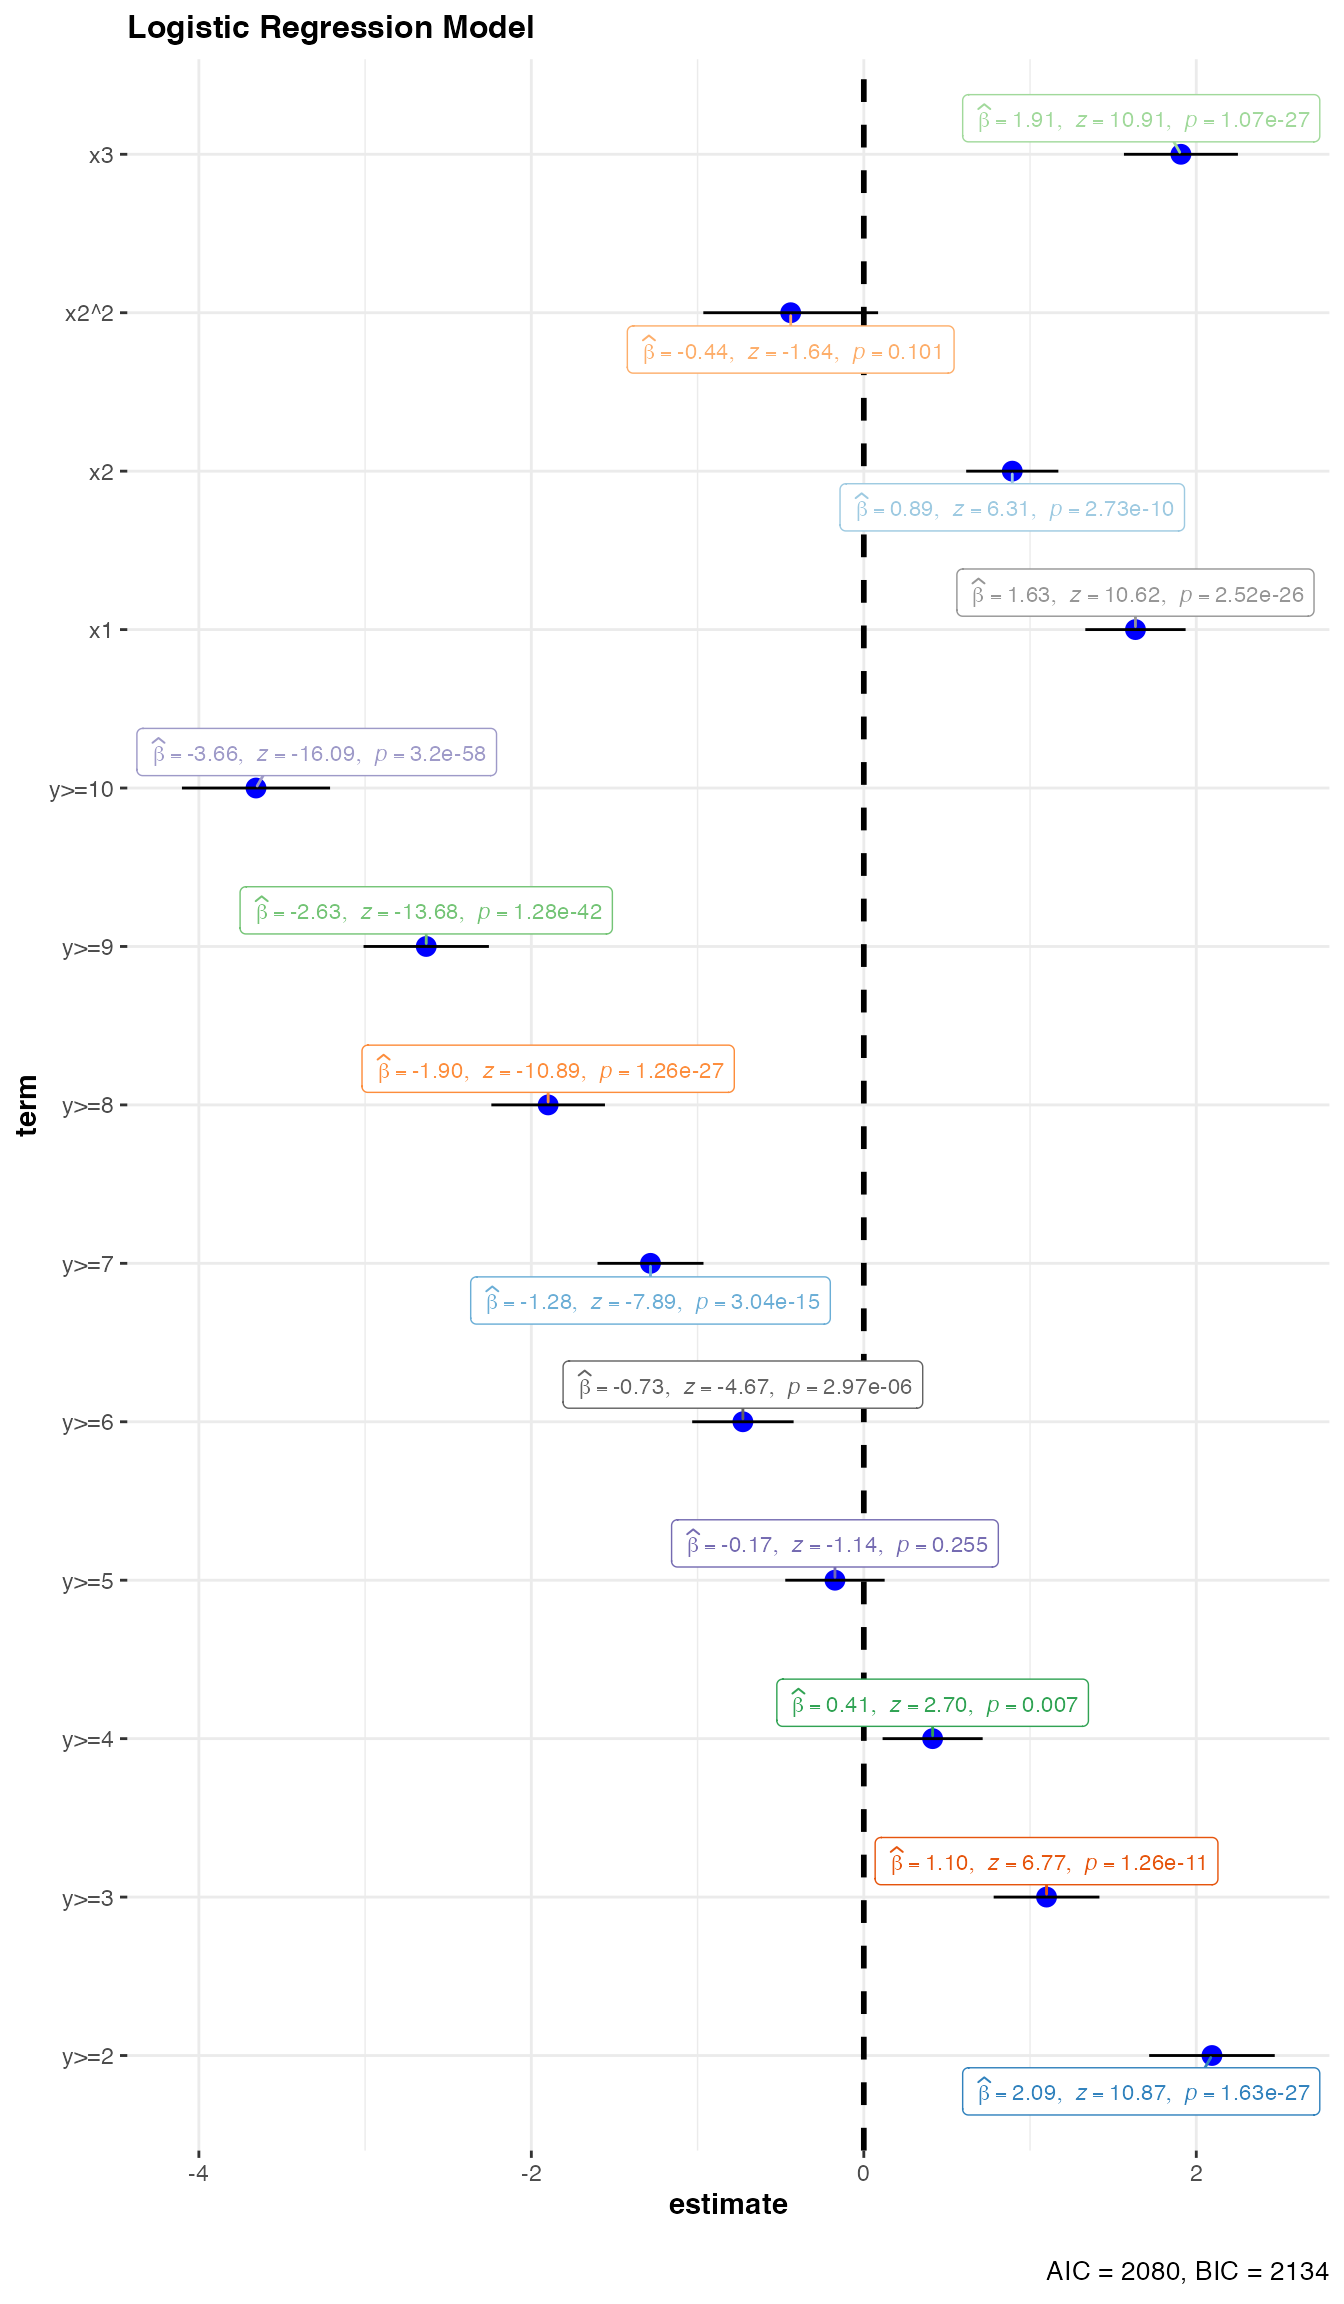 Logistic Regression Model
β̂ = 1.91, z = 10.91, p = 1.07e-27
x3
x2^2
β̂ = -0.44, z = -1.64, p = 0.101
x2
β̂ = 0.89, z = 6.31, p = 2.73e-10
β̂ = 1.63, z = 10.62, p = 2.52e-26
x1
β̂ = -3.66, z = -16.09, p = 3.2e-58
y>=10
β̂ = -2.63, z = -13.68, p = 1.28e-42
y>=9
β̂ = -1.90, z = -10.89, p = 1.26e-27
y>=8
term
y>=7
β̂ = -1.28, z = -7.89, p = 3.04e-15
β̂ = -0.73, z = -4.67, p = 2.97e-06
y>=6
β̂ = -0.17, z = -1.14, p = 0.255
y>=5
β̂ = 0.41, z = 2.70, p = 0.007
y>=4
β̂ = 1.10, z = 6.77, p = 1.26e-11
y>=3
y>=2
β̂ = 2.09, z = 10.87, p = 1.63e-27
-4 -2 0 2
estimate
AIC = 2080, BIC = 2134